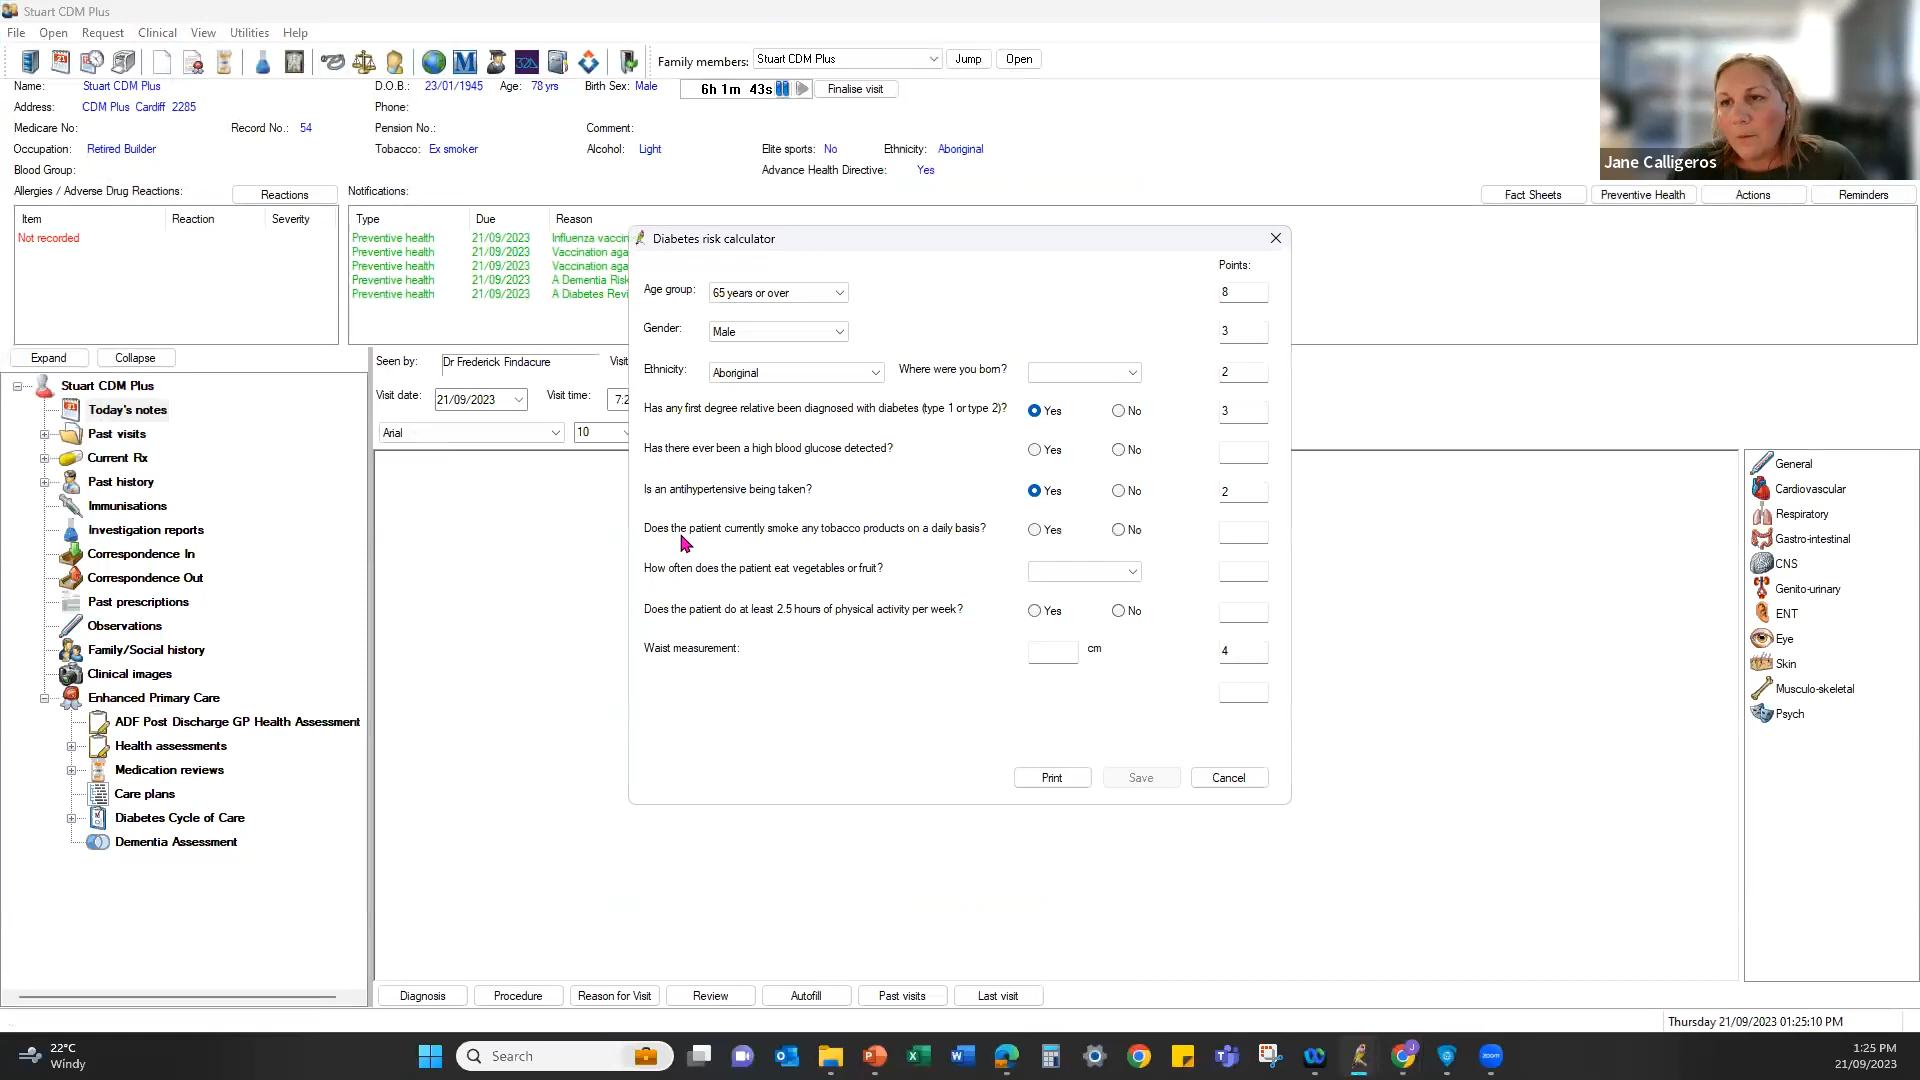 Stuart CDM Plus
File Open Request Clinical View Utilities Help
Family members: Stuart CDM Plus Jump Open
Name: Stuart CDM Plus D.O.B.: 23/01/1945 Age: 78 yrs Birth Sex: Male 6h 1m 43s Finalise visit
Address: CDM Plus Cardiff 2285 Phone:
Medicare No: Record No.: 54 Pension No.: Comment:
Occupation: Retired Builder Tobacco: Ex smoker Alcohol: Light Elite sports: No Ethnicity: Aboriginal
Blood Group: Advance Health Directive: Yes
Jane Calligeros
Allergies / Adverse Drug Reactions: Reactions Notifications: Fact Sheets Preventive Health Actions Reminders
Item Reaction Severity Type Due Reason
Not recorded
Preventive health 21/09/2023 Influenza vaccin
Preventive health 21/09/2023 Vaccination aga
Preventive health 21/09/2023 Vaccination aga
Preventive health 21/09/2023 A Dementia Risk
Preventive health 21/09/2023 A Diabetes Revi
Diabetes risk calculator
Points:
Age group: 65 years or over 8
Gender: Male 3
Ethnicity: Aboriginal Where were you born? 2
Has any first degree relative been diagnosed with diabetes (type 1 or type 2)? Yes No 3
Has there ever been a high blood glucose detected? Yes No
Is an antihypertensive being taken? Yes No 2
Does the patient currently smoke any tobacco products on a daily basis? Yes No
How often does the patient eat vegetables or fruit?
Does the patient do at least 2.5 hours of physical activity per week? Yes No
Waist measurement: cm 4
Print Save Cancel
Expand Collapse
Seen by: Dr Frederick Findacure Visit
Visit date: 21/09/2023 Visit time: 7:2
Arial 10
Stuart CDM Plus
Today's notes
Past visits
Current Rx
Past history
Immunisations
Investigation reports
Correspondence In
Correspondence Out
Past prescriptions
Observations
Family/Social history
Clinical images
Enhanced Primary Care
ADF Post Discharge GP Health Assessment
Health assessments
Medication reviews
Care plans
Diabetes Cycle of Care
Dementia Assessment
General
Cardiovascular
Respiratory
Gastro-intestinal
CNS
Genito-urinary
ENT
Eye
Skin
Musculo-skeletal
Psych
Diagnosis Procedure Reason for Visit Review Autofill Past visits Last visit
Thursday 21/09/2023 01:25:10 PM
22°C
Windy
Search
1:25 PM
21/09/2023